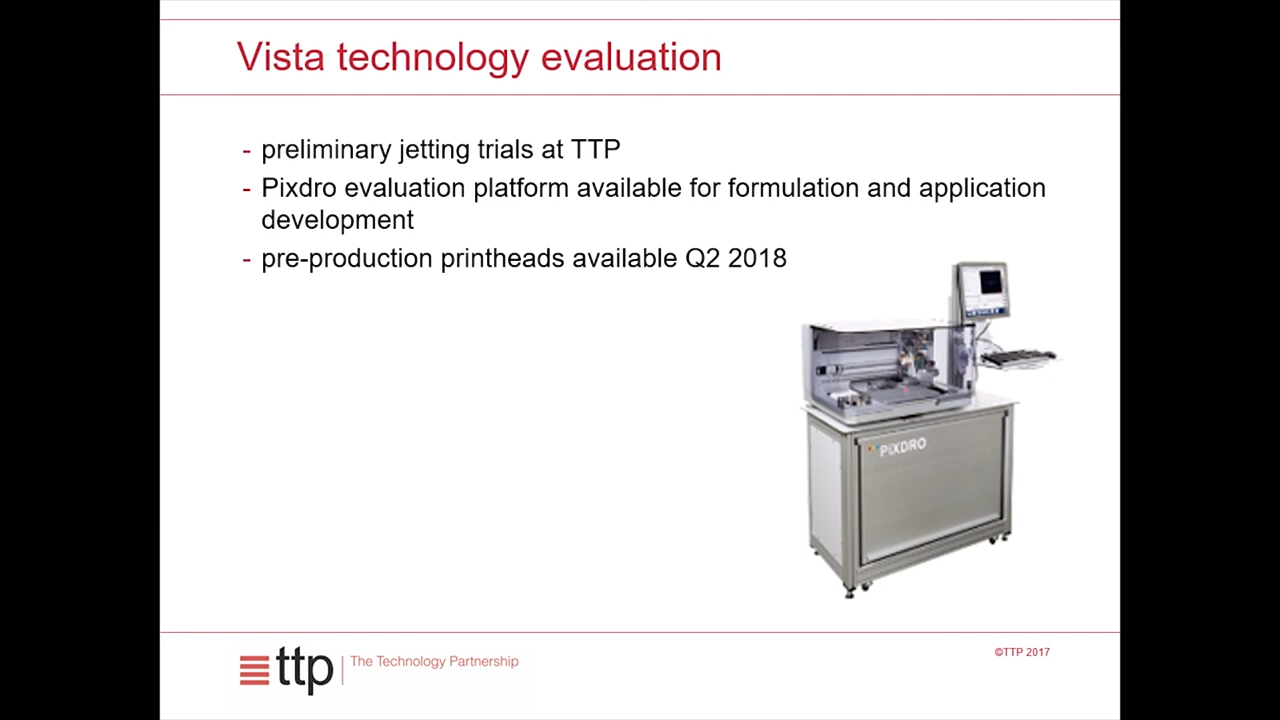 Vista technology evaluation
- preliminary jetting trials at TTP
- Pixdro evaluation platform available for formulation and application
development
- pre-production printheads available Q2 2018
PiXDRO
ttp
The Technology Partnership
©TTP 2017